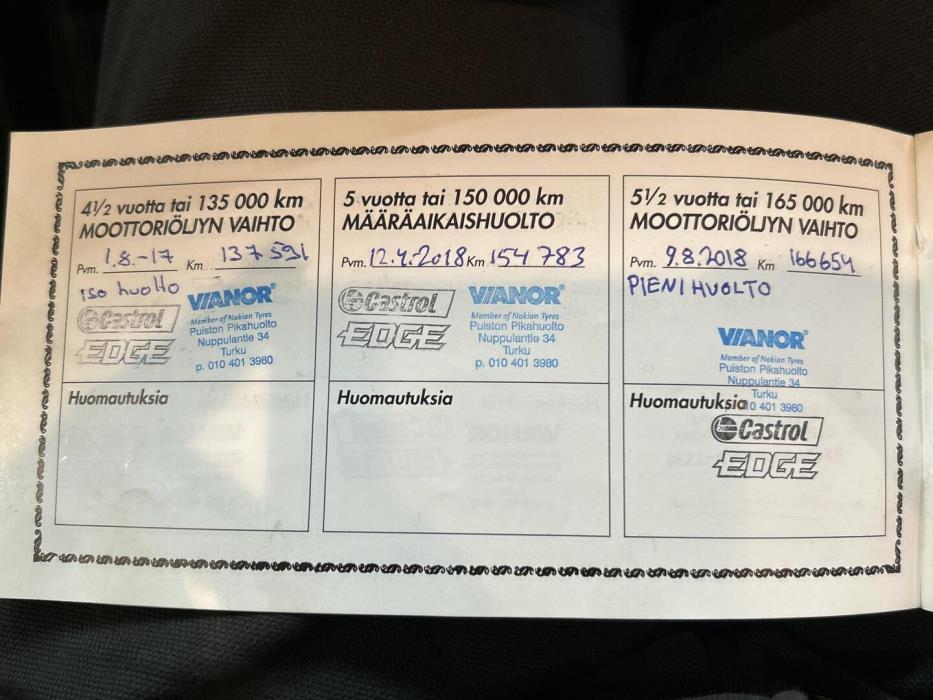 4½ vuotta tai 135 000 km
MOOTTORIÖLJYN VAIHTO
Pvm. 1.8.-17 Km 137 591
iso huolto
Castrol
EDGE
VIANOR
Member of Nokian Tyres
Puiston Pikahuolto
Nuppulantie 34
Turku
p. 010 401 3980
Huomautuksia
5 vuotta tai 150 000 km
MÄÄRÄAIKAISHUOLTO
Pvm. 12.4.2018 Km 154 783
Castrol
EDGE
VIANOR
Member of Nokian Tyres
Puiston Pikahuolto
Nuppulantie 34
Turku
p. 010 401 3980
Huomautuksia
5½ vuotta tai 165 000 km
MOOTTORIÖLJYN VAIHTO
Pvm. 9.8.2018 Km 166654
PIENI HUOLTO
VIANOR
Member of Nokian Tyres
Puiston Pikahuolto
Nuppulantie 34
Turku
0 401 3980
Huomautuksia
Castrol
EDGE